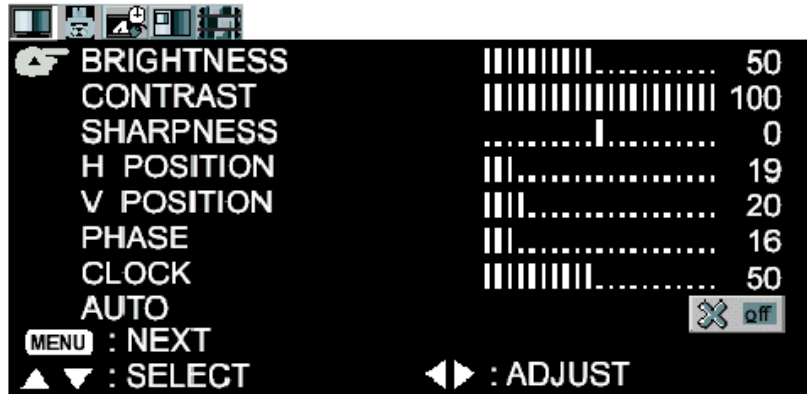 BRIGHTNESS 50
CONTRAST 100
SHARPNESS 0
H POSITION 19
V POSITION 20
PHASE 16
CLOCK 50
AUTO off
MENU : NEXT
: SELECT : ADJUST